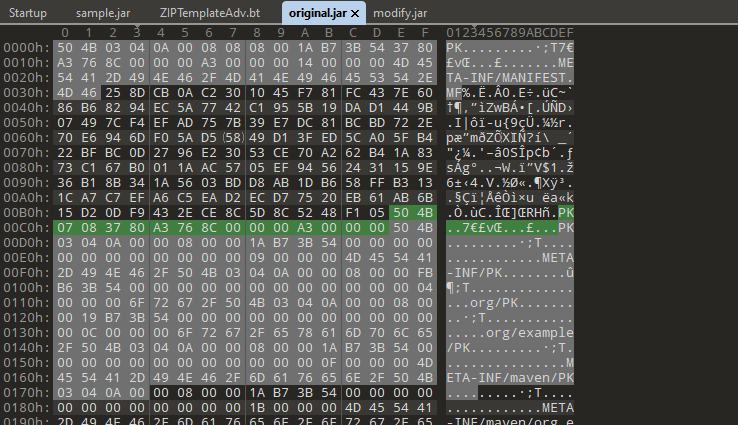 Startup sample.jar ZIPTemplateAdv.bt original.jar × modify.jar
0 1 2 3 4 5 6 7 8 9 A B C D E F 0123456789ABCDEF
0000h: 50 4B 03 04 0A 00 08 08 08 00 1A B7 3B 54 37 80 PK.........·;T7€
0010h: A3 76 8C 00 00 00 A3 00 00 00 14 00 00 00 4D 45 £vŒ...£.......ME
0020h: 54 41 2D 49 4E 46 2F 4D 41 4E 49 46 45 53 54 2E TA-INF/MANIFEST.
0030h: 4D 46 25 8D CB 0A C2 30 10 45 F7 81 FC 43 7E 60 MF%.Ë.Â0.E÷.üC~`
0040h: 86 B6 82 94 EC 5A 77 42 C1 95 5B 19 DA D1 44 9B †¶‚”ìZwBÁ•[.ÚÑD›
0050h: 07 49 7C F4 EF AD 75 7B 39 E7 DC 81 BC BD 72 2E .I|ôï-u{9çÜ.¼½r.
0060h: 70 E6 94 6D F0 5A D5 (58) 49 D1 3F ED 5C A0 5F B4 pæ”mðZÕXIÑ?í\ _´
0070h: 22 BF BC 0D 27 96 E2 30 53 CE 70 A2 62 B4 1A 83 "¿¼.'–â0SÎp¢b´.ƒ
0080h: 73 C1 67 B0 01 1A AC 57 05 EF 94 56 24 31 15 9E sÁg°..¬W.ï”V$1.ž
0090h: 36 B1 8B 34 1A 56 03 BD D8 AB 1D B6 58 FF B3 13 6±‹4.V.½Ø«.¶Xÿ³.
00A0h: 1C A7 C7 EF A6 C5 EA D2 EC D7 75 20 EB 61 AB 6B .§Çï¦ÅêÒì×u ëa«k
00B0h: 15 D2 0D F9 43 2E CE 8C 5D 8C 52 48 F1 05 50 4B .Ò.ùC.ÎŒ]ŒRHñ.PK
00C0h: 07 08 37 80 A3 76 8C 00 00 00 A3 00 00 00 50 4B ..7€£vŒ...£...PK
00D0h: 03 04 0A 00 00 08 00 00 1A B7 3B 54 00 00 00 00 .........·;T....
00E0h: 00 00 00 00 00 00 00 00 09 00 00 00 4D 45 54 41 ............META
00F0h: 2D 49 4E 46 2F 50 4B 03 04 0A 00 00 08 00 00 FB -INF/PK........û
0100h: B6 3B 54 00 00 00 00 00 00 00 00 00 00 00 00 04 ¶;T.............
0110h: 00 00 00 6F 72 67 2F 50 4B 03 04 0A 00 00 08 00 ...org/PK.......
0120h: 00 19 B7 3B 54 00 00 00 00 00 00 00 00 00 00 00 ..·;T...........
0130h: 00 0C 00 00 00 6F 72 67 2F 65 78 61 6D 70 6C 65 .....org/example
0140h: 2F 50 4B 03 04 0A 00 00 08 00 00 1A B7 3B 54 00 /PK.........·;T.
0150h: 00 00 00 00 00 00 00 00 00 00 00 0F 00 00 00 4D ...............M
0160h: 45 54 41 2D 49 4E 46 2F 6D 61 76 65 6E 2F 50 4B ETA-INF/maven/PK
0170h: 03 04 0A 00 00 08 00 00 1A B7 3B 54 00 00 00 00 .........·;T....
0180h: 00 00 00 00 00 00 00 00 1B 00 00 00 4D 45 54 41 ............META